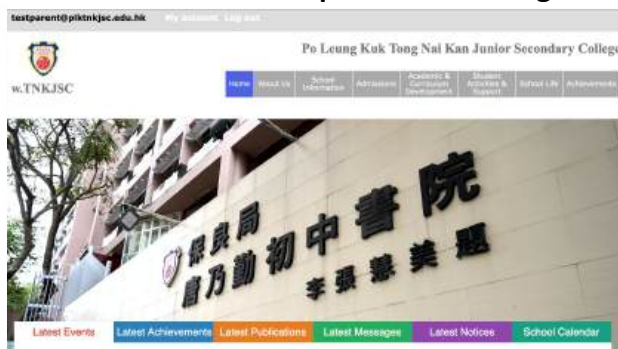 testparent@plktnkjsc.edu.hk My account Log out
Po Leung Kuk Tong Nai Kan Junior Secondary College
w.TNKJSC
Home About Us School Information Admissions Academic & Curriculum Development Student Activities & Support School Life Achievements
保良局
唐乃勤初中書院
李張慧美題
Latest Events Latest Achievements Latest Publications Latest Messages Latest Notices School Calendar